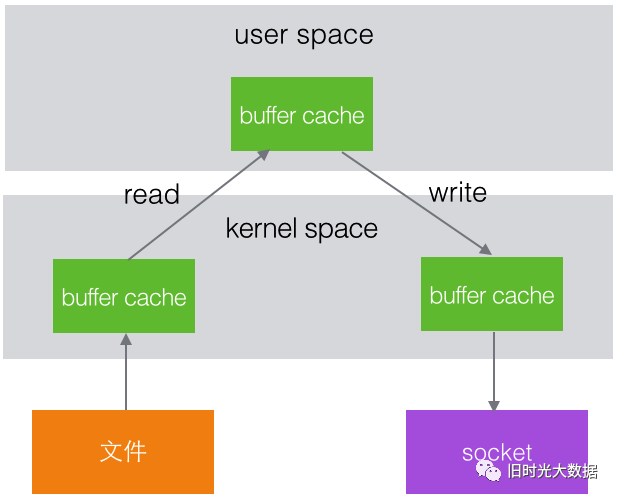 user space
buffer cache
read
write
kernel space
buffer cache
buffer cache
文件
socket
旧时光大数据